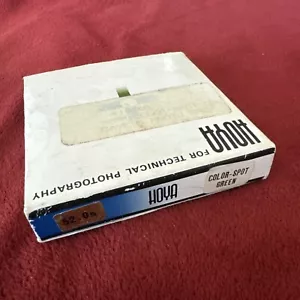 HOYA
FOR TECHNICAL PHOTOGRAPHY
HOYA
COLOR-SPOT
GREEN